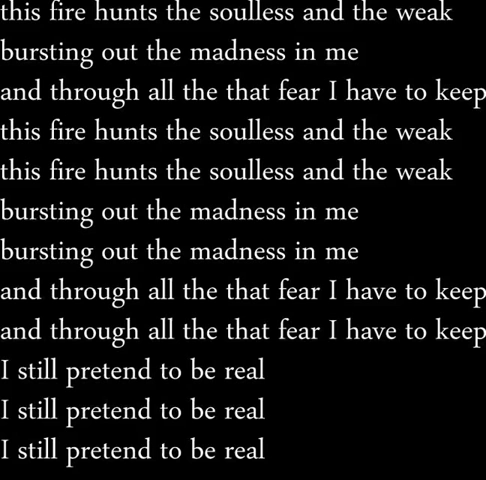 this fire hunts the soulless and the weak
bursting out the madness in me
and through all the that fear I have to keep
this fire hunts the soulless and the weak
this fire hunts the soulless and the weak
bursting out the madness in me
bursting out the madness in me
and through all the that fear I have to keep
and through all the that fear I have to keep
I still pretend to be real
I still pretend to be real
I still pretend to be real